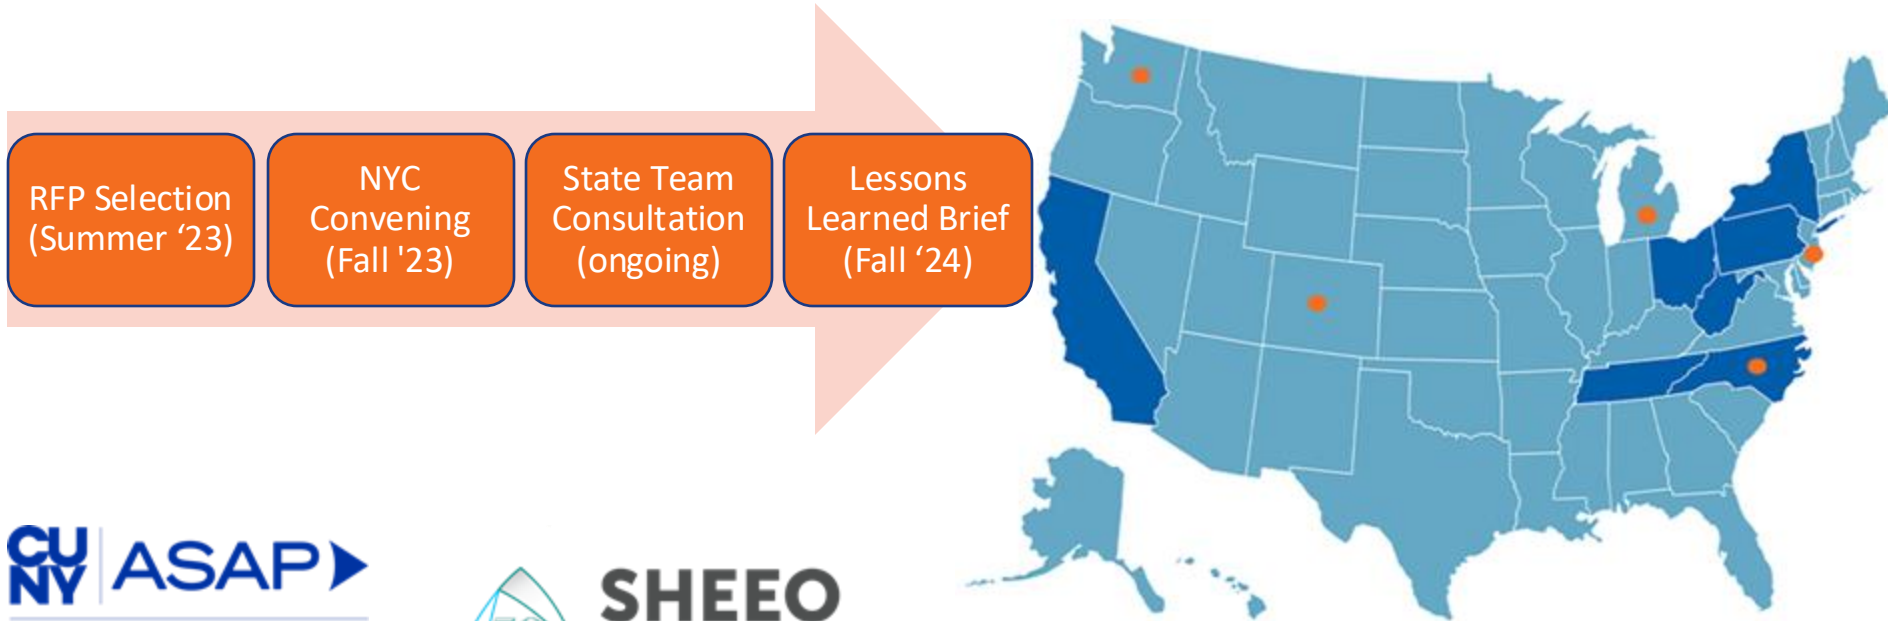 RFP Selection
(Summer ‘23)
NYC
Convening
(Fall '23)
State Team
Consultation
(ongoing)
Lessons
Learned Brief
(Fall ‘24)
CU
NY
ASAP
SHEEO